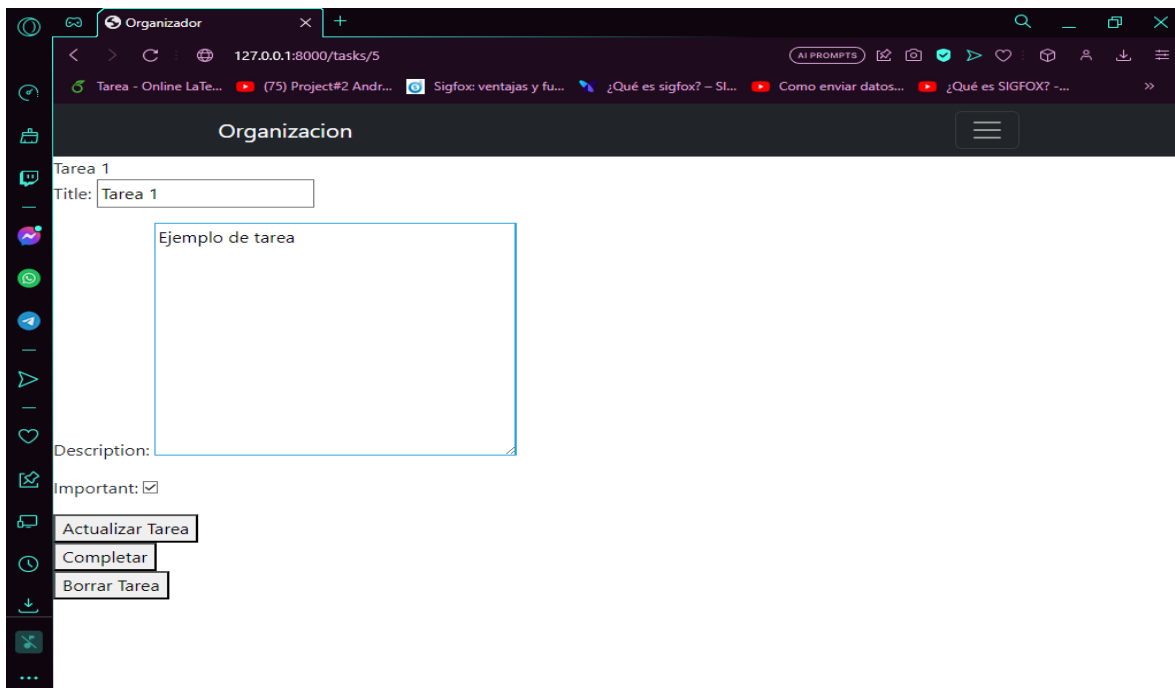 Organizador
127.0.0.1:8000/tasks/5
AI PROMPTS
Tarea - Online LaTe... (75) Project#2 Andr... Sigfox: ventajas y fu... ¿Qué es sigfox? – SI... Como enviar datos... ¿Qué es SIGFOX? -...
Organizacion
Tarea 1
Title: Tarea 1
Ejemplo de tarea
Description:
Important:
Actualizar Tarea
Completar
Borrar Tarea